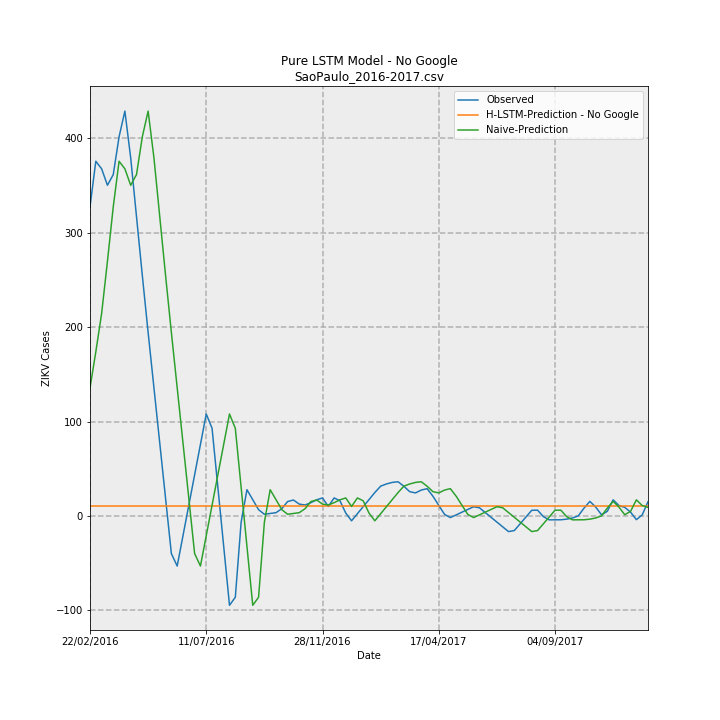 Pure LSTM Model - No Google
SaoPaulo_2016-2017.csv
Observed
H-LSTM-Prediction - No Google
Naive-Prediction
ZIKV Cases
400
300
200
100
0
−100
22/02/2016 11/07/2016 28/11/2016 17/04/2017 04/09/2017
Date